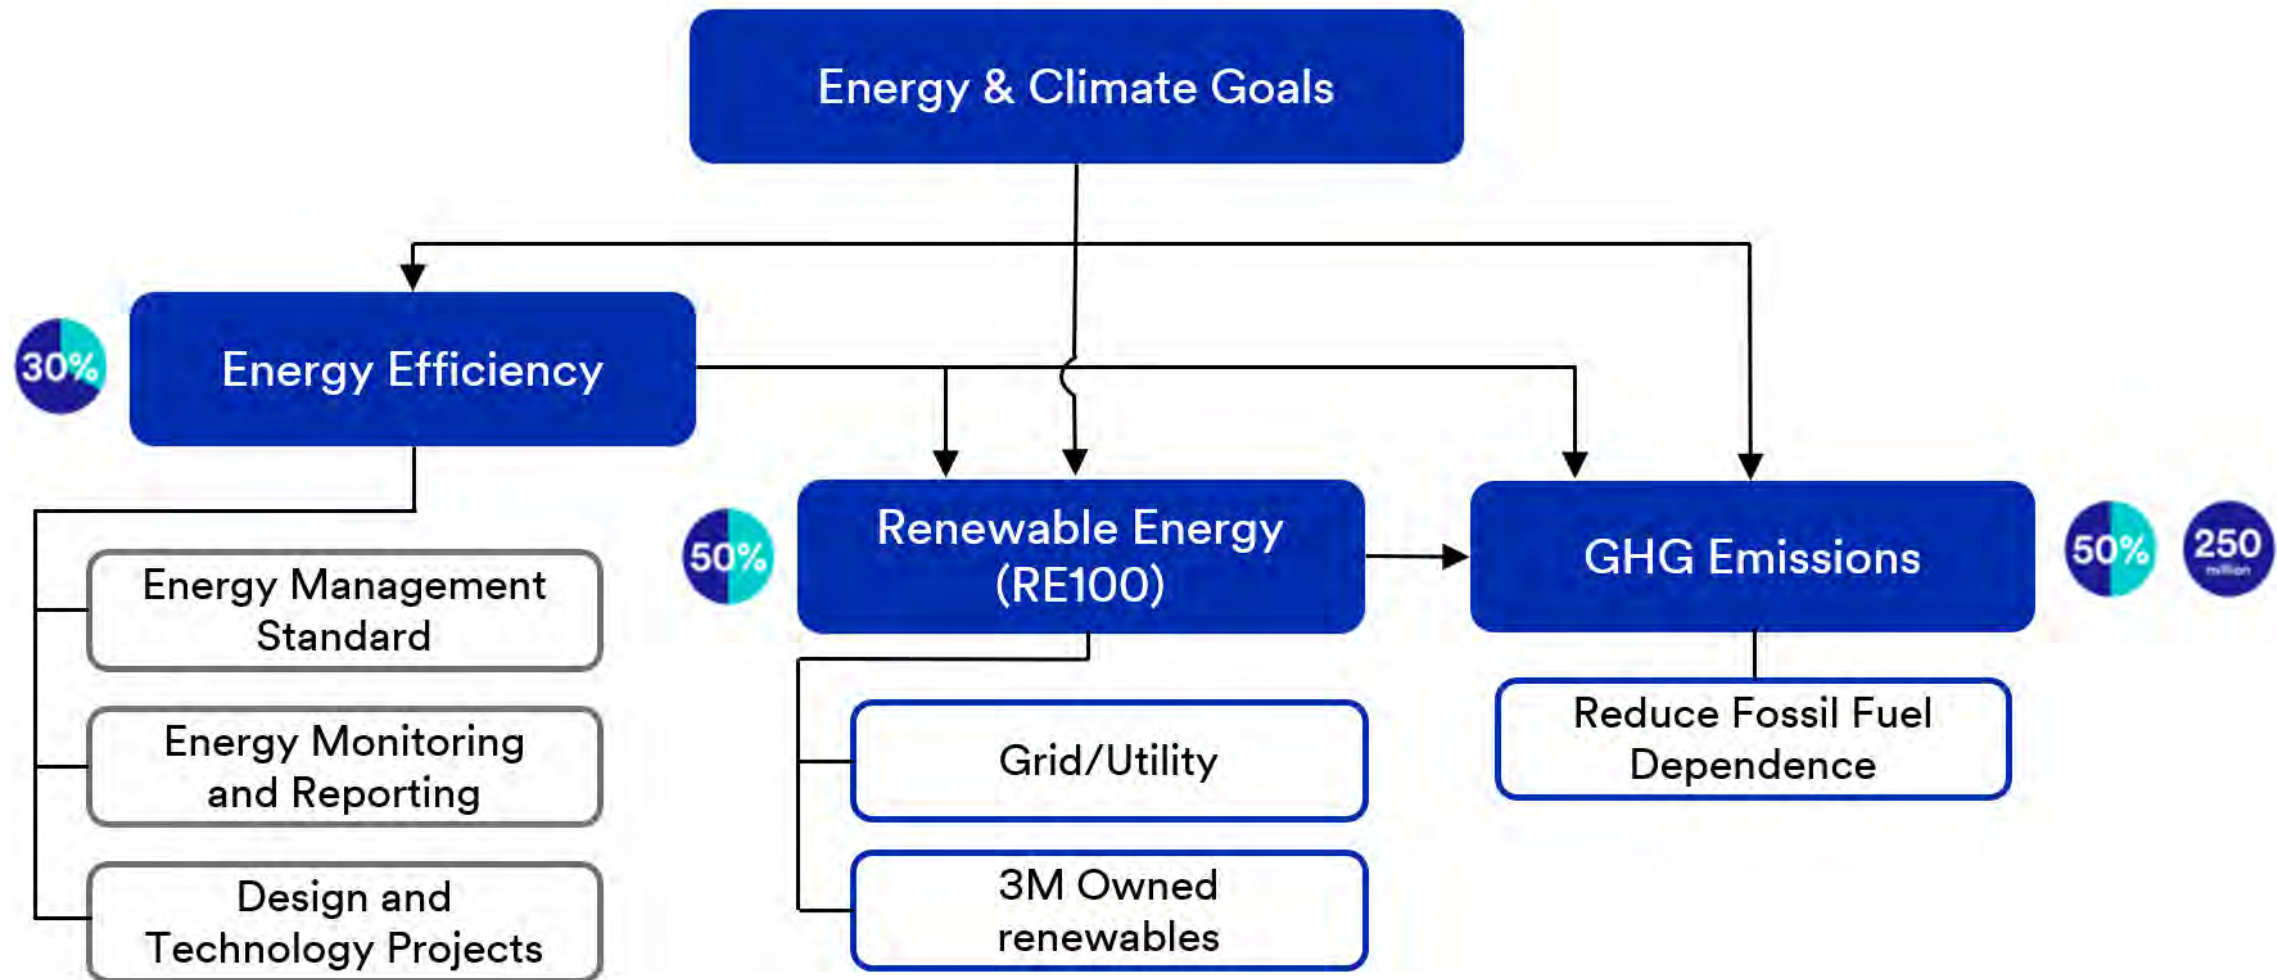 Energy & Climate Goals
30%
Energy Efficiency
50%
Renewable Energy
(RE100)
GHG Emissions
50%
250
million
Energy Management
Standard
Energy Monitoring
and Reporting
Design and
Technology Projects
Grid/Utility
3M Owned
renewables
Reduce Fossil Fuel
Dependence